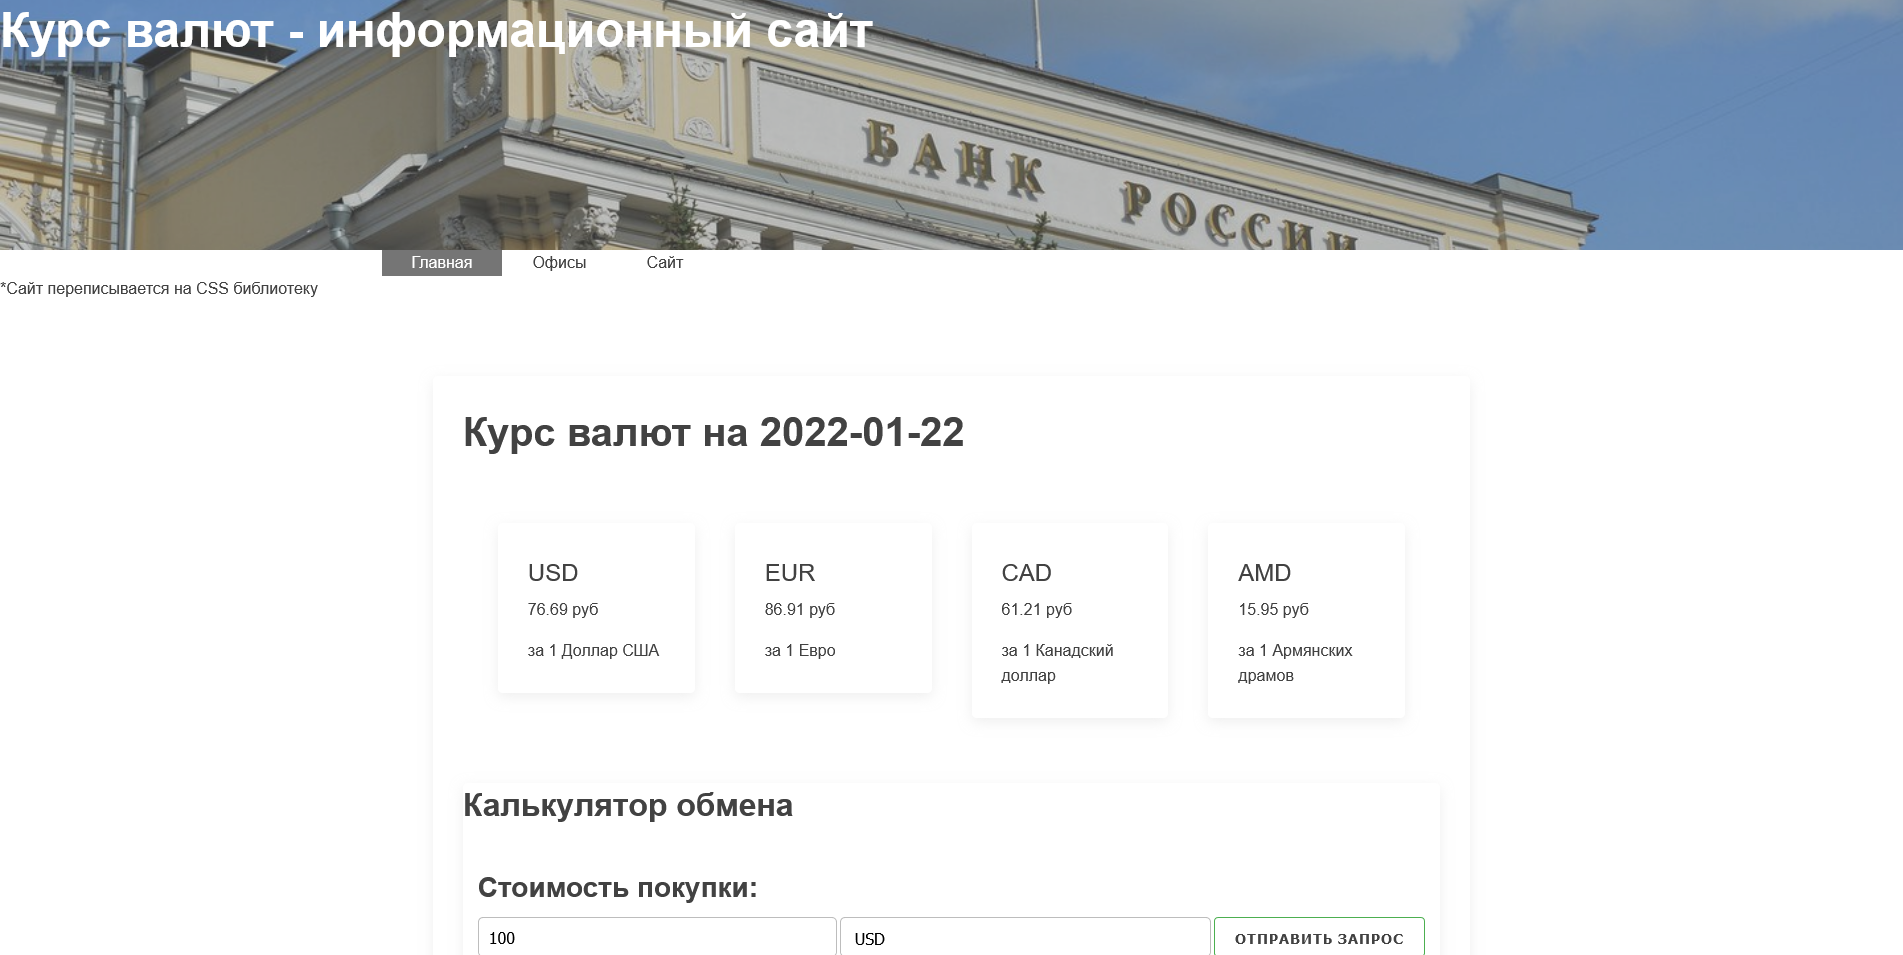 Курс валют - информационный сайт
БАНК РОССИИ
Главная Офисы Сайт
*Сайт переписывается на CSS библиотеку
Курс валют на 2022-01-22
USD
76.69 руб
за 1 Доллар США
EUR
86.91 руб
за 1 Евро
CAD
61.21 руб
за 1 Канадский
доллар
AMD
15.95 руб
за 1 Армянских
драмов
Калькулятор обмена
Стоимость покупки:
100 USD ОТПРАВИТЬ ЗАПРОС